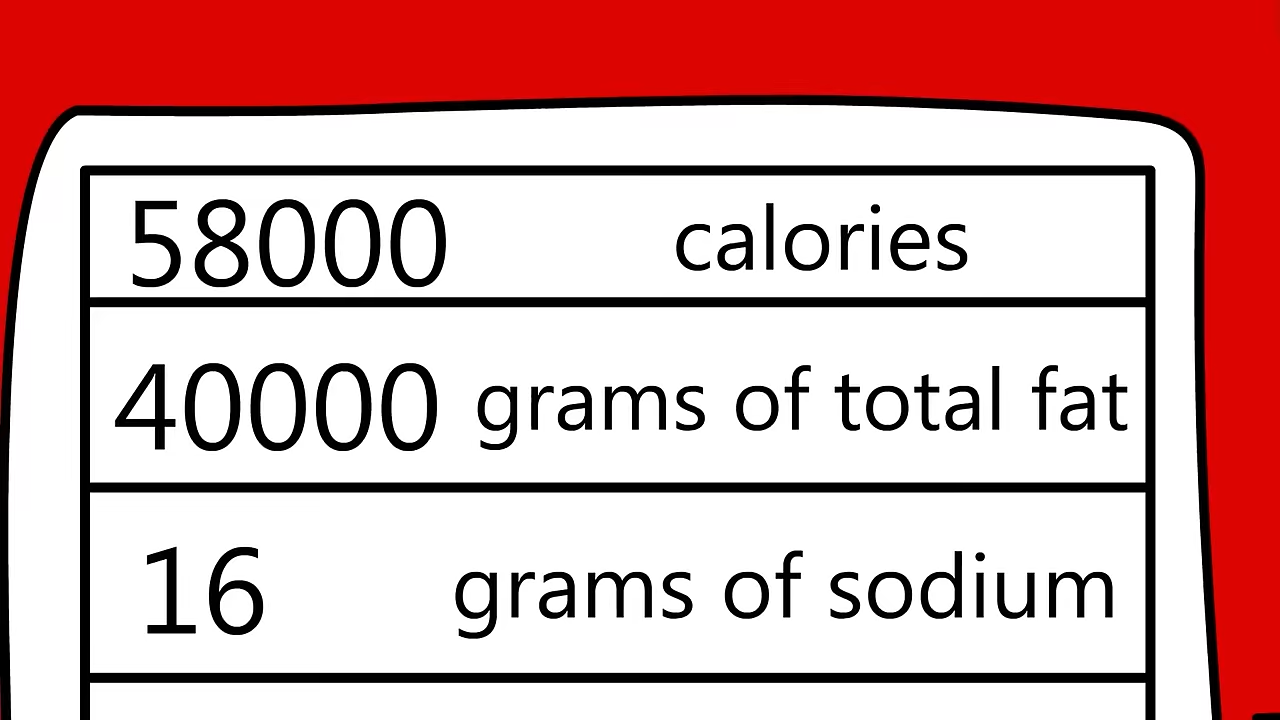 58000 calories
40000 grams of total fat
16 grams of sodium